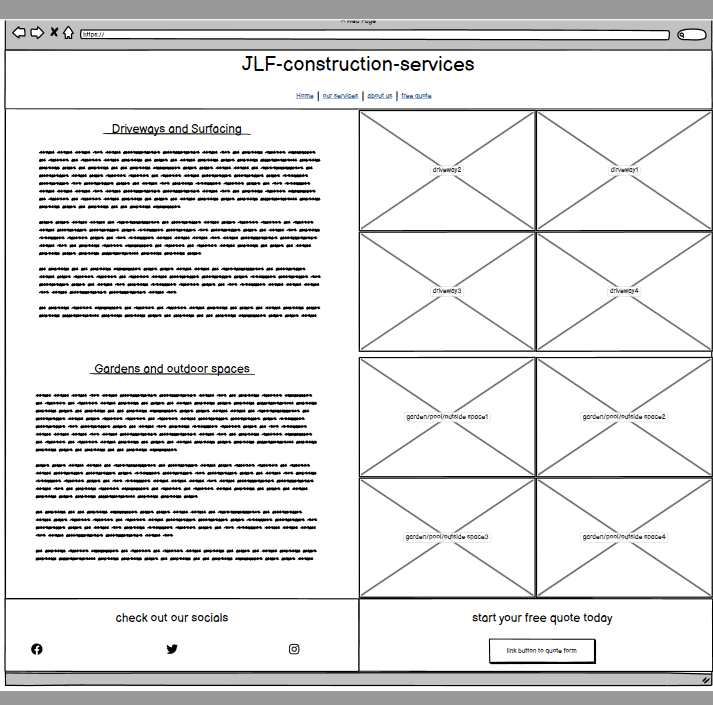 A Web Page
https://
JLF-construction-services
Home | our services | about us | free quote
Driveways and Surfacing
driveway2
dirveway1
driveway3
driveway4
Gardens and outdoor spaces
garden/pool/outside space1
garden/pool/outside space2
garden/pool/outside space3
garden/pool/outside space4
check out our socials
start your free quote today
link button to quote form